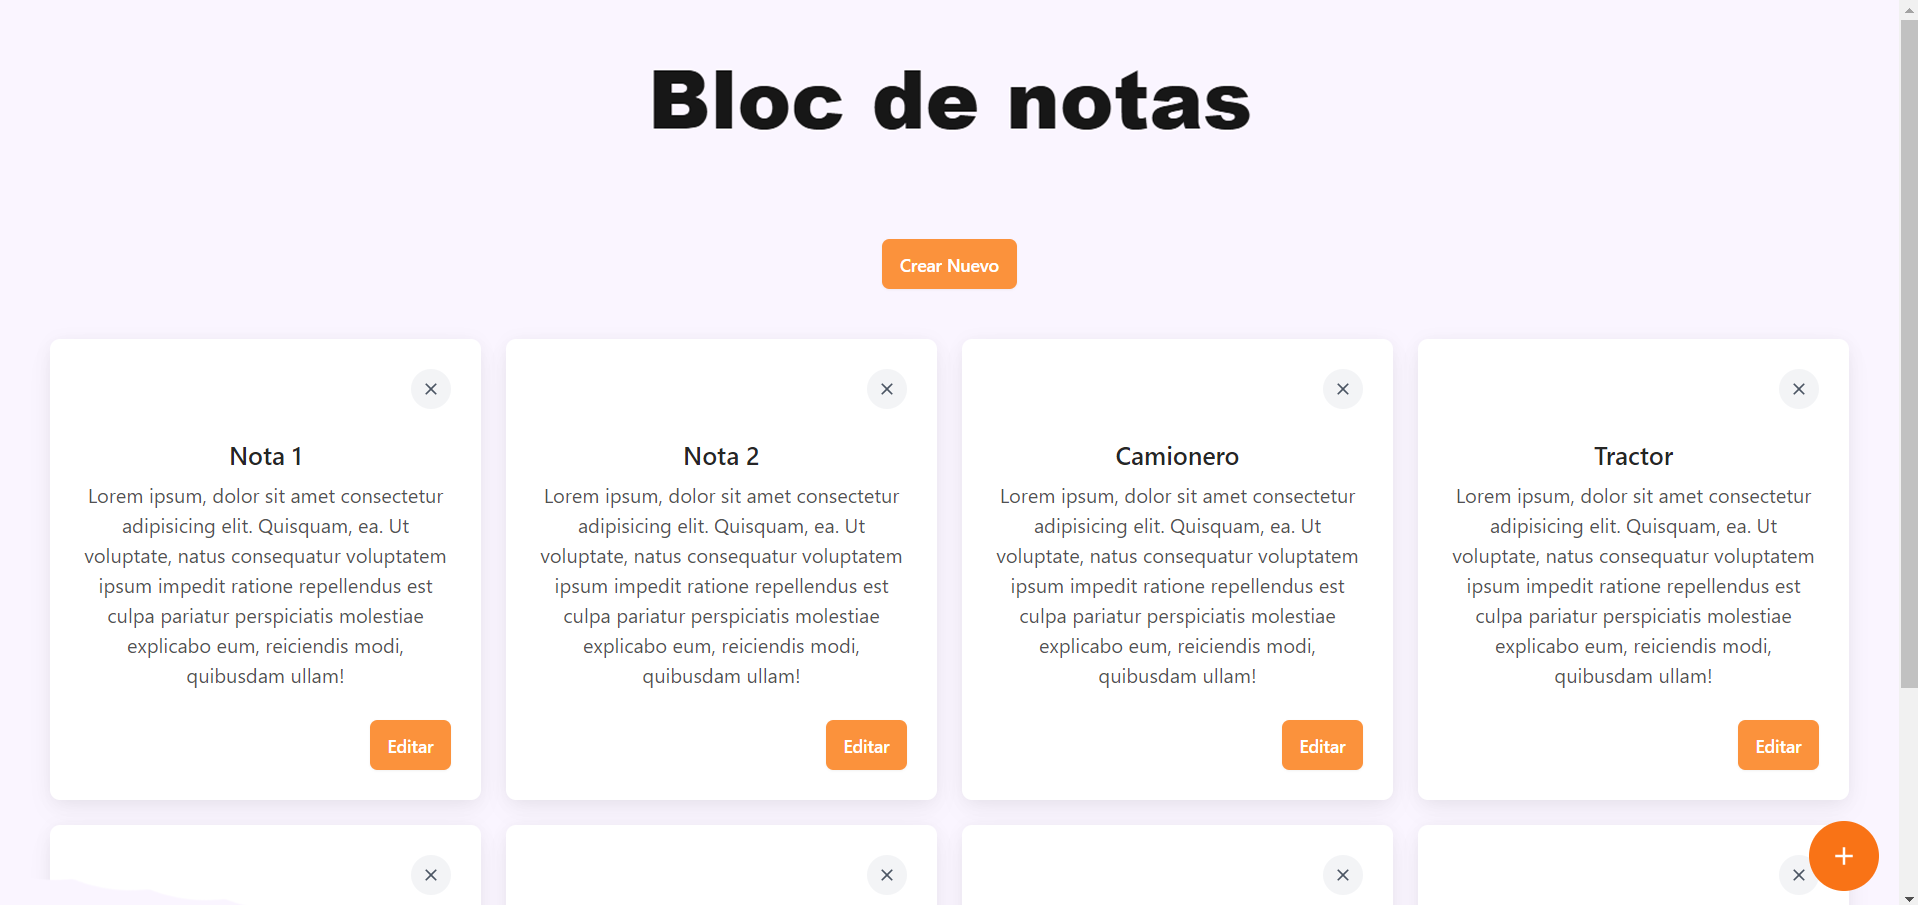 Bloc de notas
Crear Nuevo
Nota 1
Lorem ipsum, dolor sit amet consectetur
adipisicing elit. Quisquam, ea. Ut
voluptate, natus consequatur voluptatem
ipsum impedit ratione repellendus est
culpa pariatur perspiciatis molestiae
explicabo eum, reiciendis modi,
quibusdam ullam!
Editar
Nota 2
Lorem ipsum, dolor sit amet consectetur
adipisicing elit. Quisquam, ea. Ut
voluptate, natus consequatur voluptatem
ipsum impedit ratione repellendus est
culpa pariatur perspiciatis molestiae
explicabo eum, reiciendis modi,
quibusdam ullam!
Editar
Camionero
Lorem ipsum, dolor sit amet consectetur
adipisicing elit. Quisquam, ea. Ut
voluptate, natus consequatur voluptatem
ipsum impedit ratione repellendus est
culpa pariatur perspiciatis molestiae
explicabo eum, reiciendis modi,
quibusdam ullam!
Editar
Tractor
Lorem ipsum, dolor sit amet consectetur
adipisicing elit. Quisquam, ea. Ut
voluptate, natus consequatur voluptatem
ipsum impedit ratione repellendus est
culpa pariatur perspiciatis molestiae
explicabo eum, reiciendis modi,
quibusdam ullam!
Editar